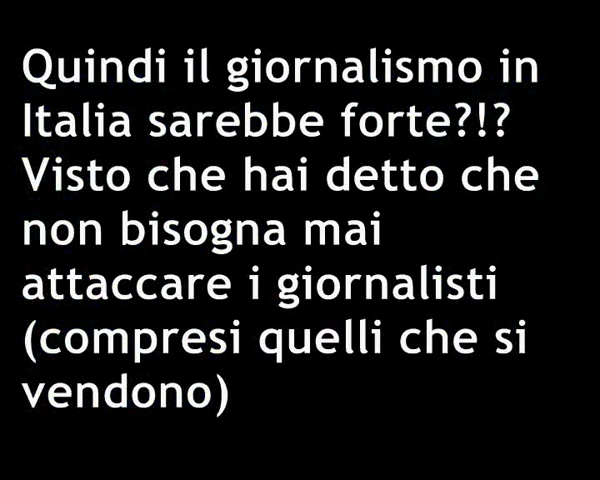 Quindi il giornalismo in
Italia sarebbe forte?!?
Visto che hai detto che
non bisogna mai
attaccare i giornalisti
(compresi quelli che si
vendono)